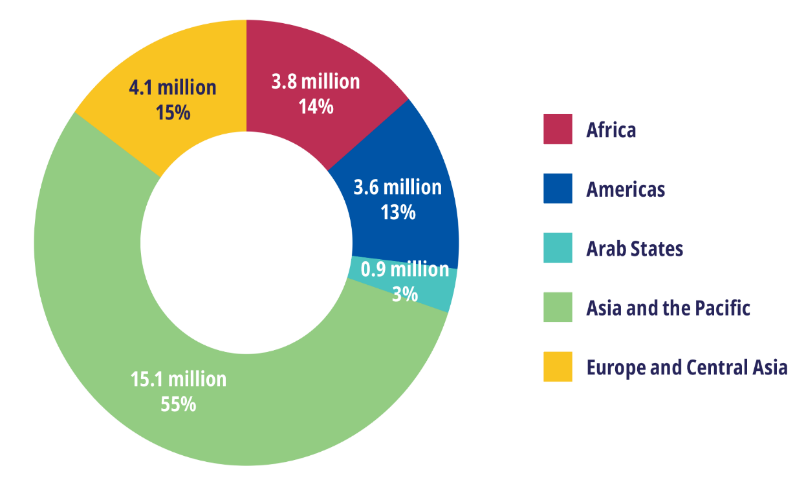 4.1 million
15%
3.8 million
14%
3.6 million
13%
0.9 million
3%
15.1 million
55%
Africa
Americas
Arab States
Asia and the Pacific
Europe and Central Asia